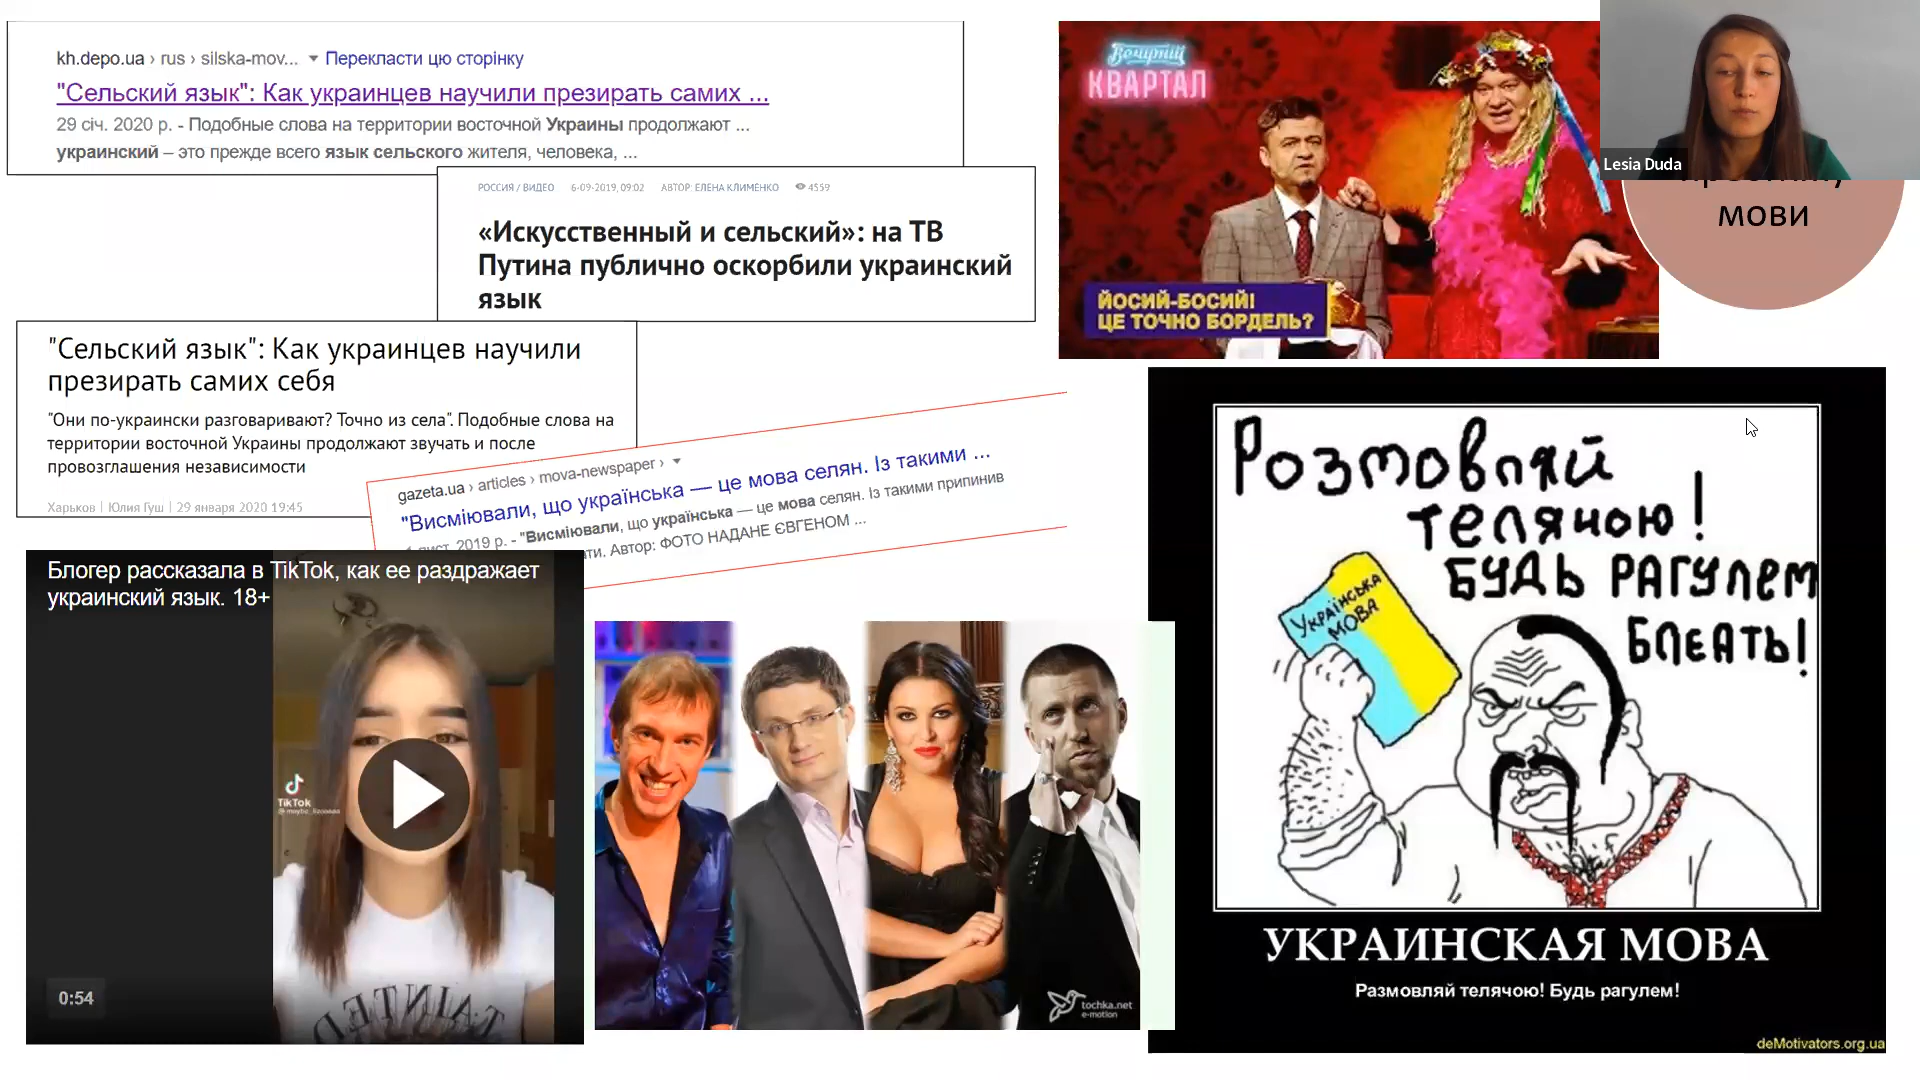 kh.depo.ua › rus › silska-mov... Перекласти цю сторінку
"Сельский язык": Как украинцев научили презирать самих ...
29 січ. 2020 р. - Подобные слова на территории восточной Украины продолжают ...
украинский – это прежде всего язык сельского жителя, человека, ...
РОССИЯ / ВИДЕО 6-09-2019, 09:02 АВТОР: ЕЛЕНА КЛИМЕНКО 4559
«Искусственный и сельский»: на ТВ
Путина публично оскорбили украинский
язык
"Сельский язык": Как украинцев научили
презирать самих себя
"Они по-украински разговаривают? Точно из села". Подобные слова на
территории восточной Украины продолжают звучать и после
провозглашения независимости
Харьков | Юлия Гуш | 29 января 2020 19:45
gazeta.ua › articles › mova-newspaper ›
"Висміювали, що українська — це мова селян. Із такими ...
лист. 2019 р. - "Висміювали, що українська — це мова селян. Із такими припинив
Автор: ФОТО НАДАНЕ ЄВГЕНОМ ...
Блогер рассказала в TikTok, как ее раздражает
украинский язык. 18+
TikTok
0:54
TALENTED
tochka.net
e-motion
Вечірній
КВАРТАЛ
ЙОСИЙ-БОСИЙ!
ЦЕ ТОЧНО БОРДЕЛЬ?
Lesia Duda
мови
Розмовляй
телячою!
БУДЬ РАГУЛЕМ
БЛЄАТЬ!
УКРАЇНСЬКА
МОВА
УКРАИНСКАЯ МОВА
Размовляй телячою! Будь рагулем!
deMotivators.org.ua